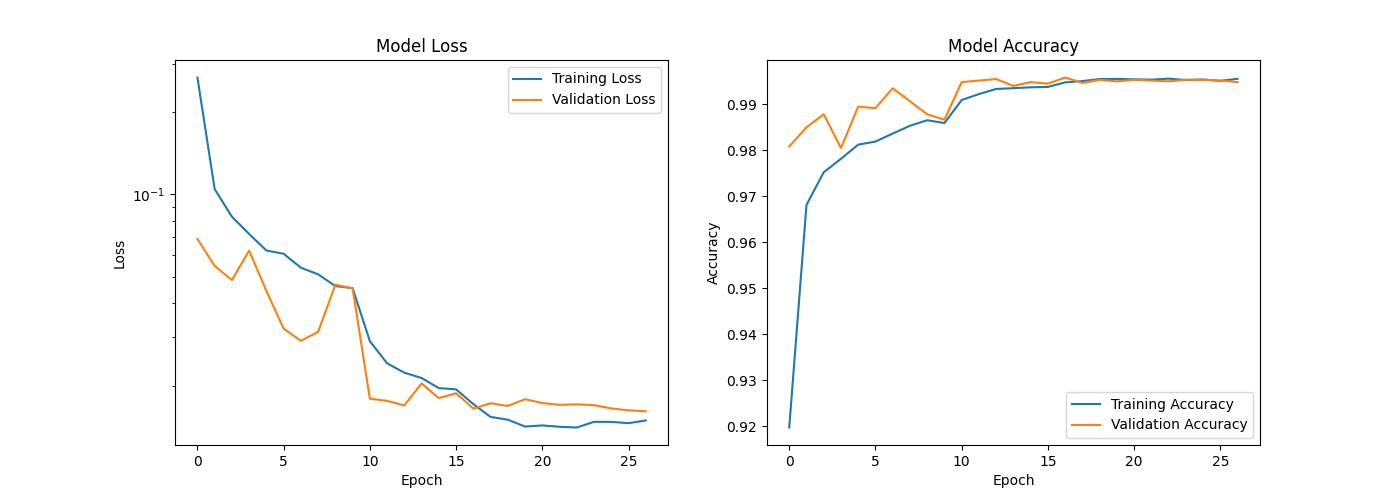 Model Loss
Training Loss
Validation Loss
10⁻¹
Loss
0 5 10 15 20 25
Epoch
Model Accuracy
0.99
0.98
0.97
0.96
0.95
0.94
0.93
0.92
Accuracy
Training Accuracy
Validation Accuracy
0 5 10 15 20 25
Epoch